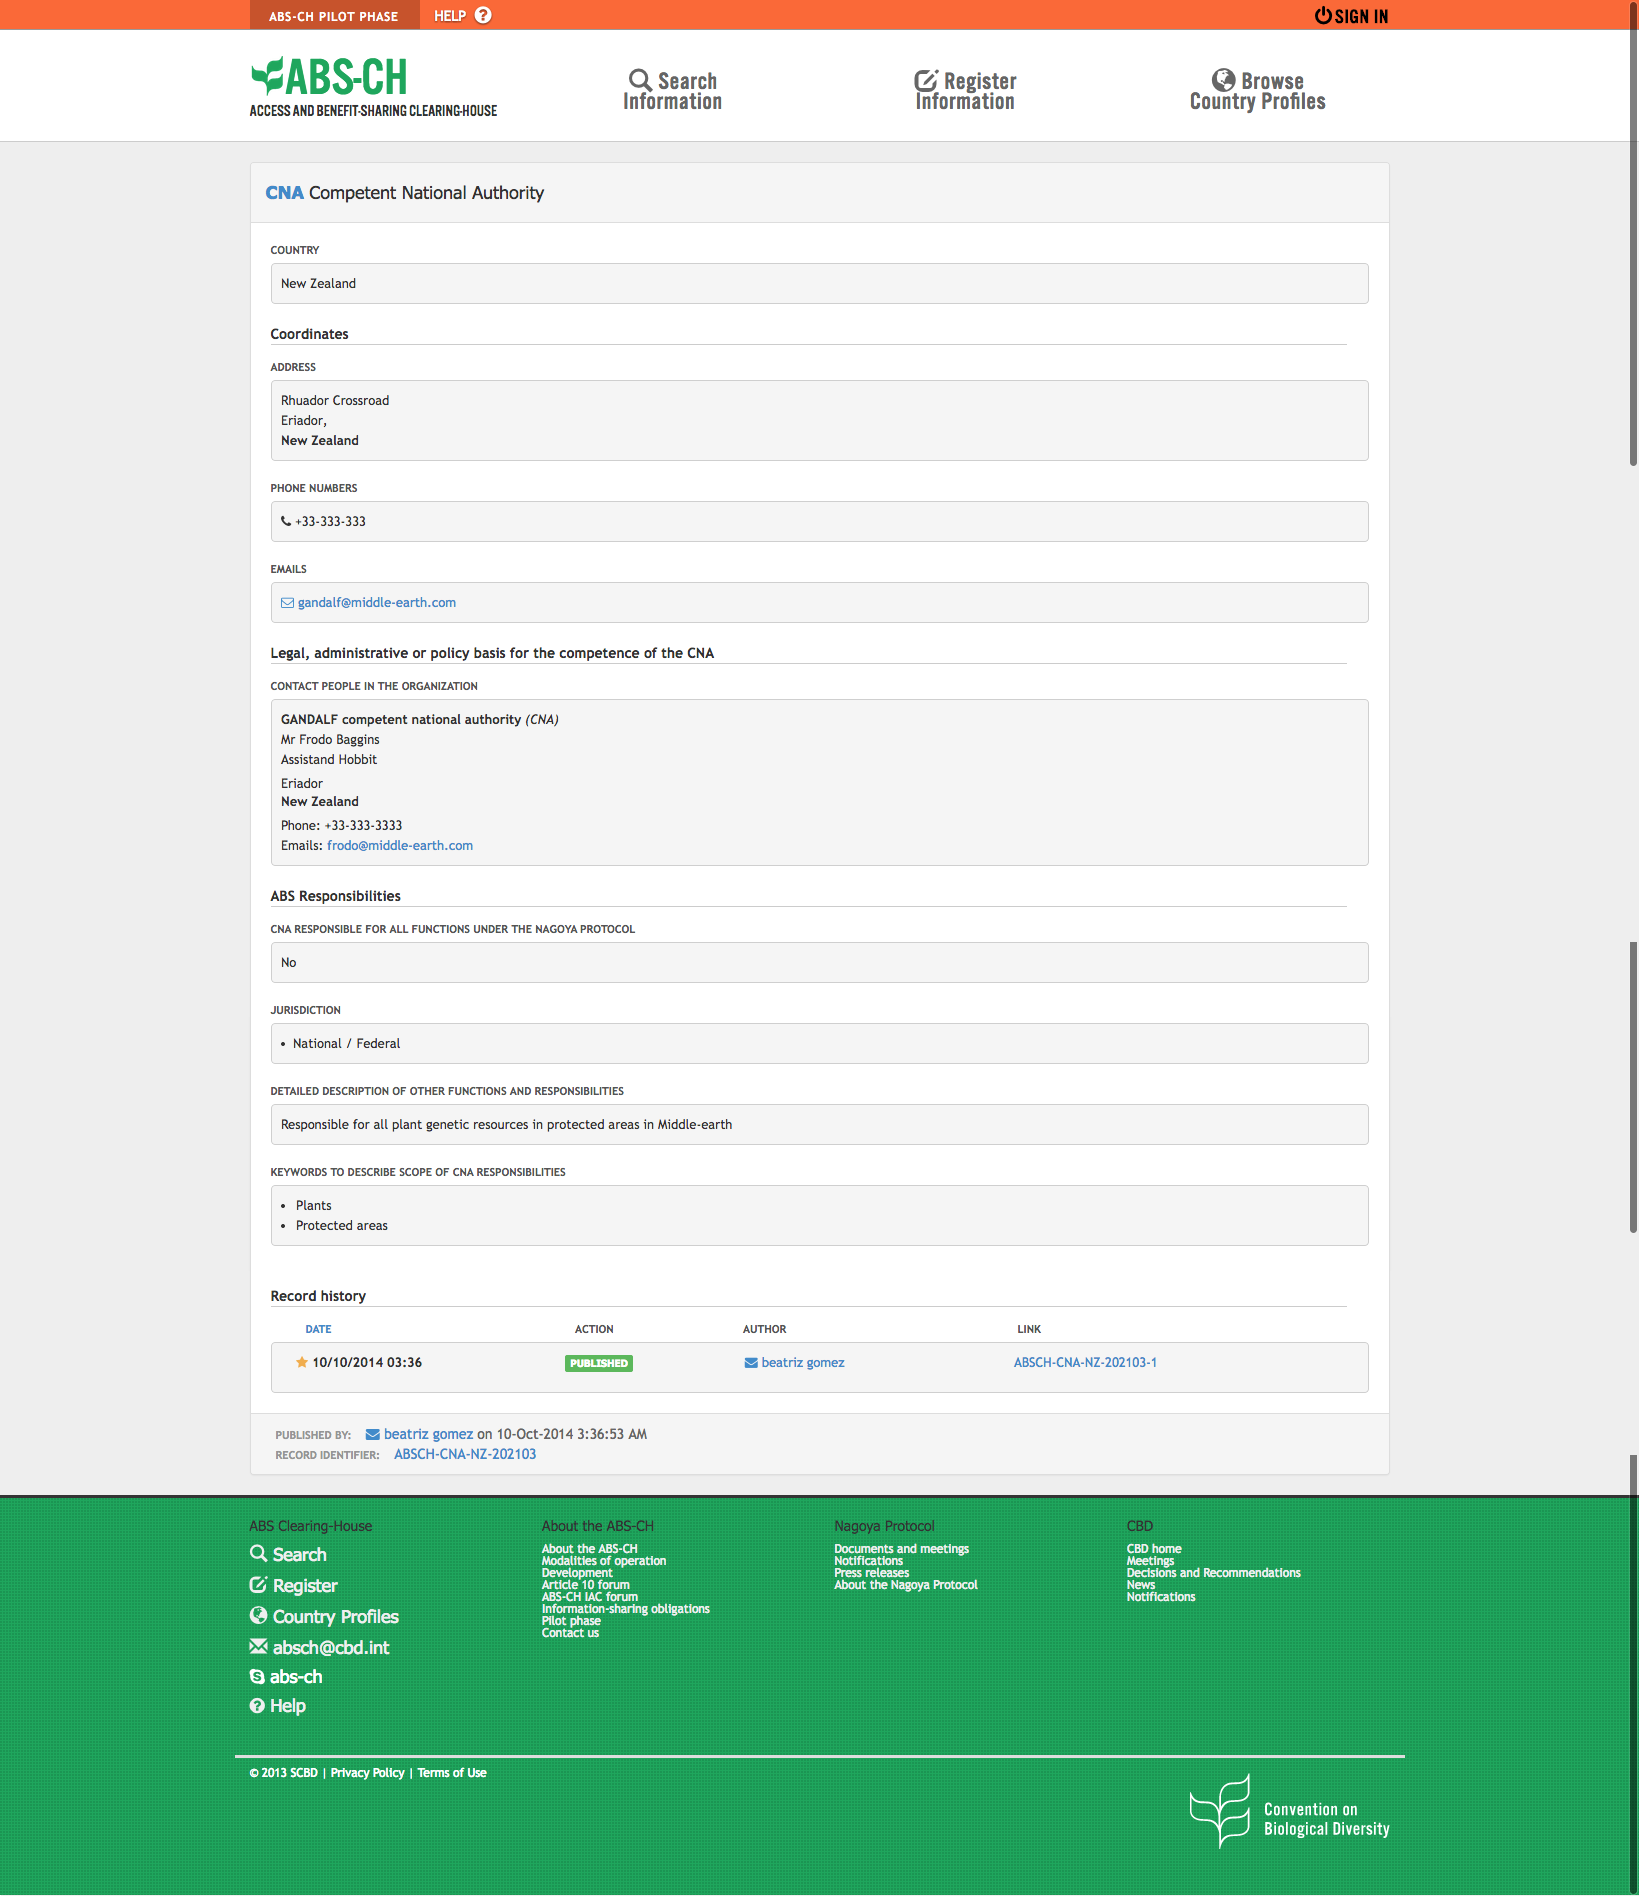 ABS-CH PILOT PHASE HELP SIGN IN
ABS-CH
ACCESS AND BENEFIT-SHARING CLEARING-HOUSE
Search
Information
Register
Information
Browse
Country Profiles
CNA Competent National Authority
COUNTRY
New Zealand
Coordinates
ADDRESS
Rhuador Crossroad
Eriador,
New Zealand
PHONE NUMBERS
+33-333-333
EMAILS
gandalf@middle-earth.com
Legal, administrative or policy basis for the competence of the CNA
CONTACT PEOPLE IN THE ORGANIZATION
GANDALF competent national authority (CNA)
Mr Frodo Baggins
Assistand Hobbit
Eriador
New Zealand
Phone: +33-333-3333
Emails: frodo@middle-earth.com
ABS Responsibilities
CNA RESPONSIBLE FOR ALL FUNCTIONS UNDER THE NAGOYA PROTOCOL
No
JURISDICTION
• National / Federal
DETAILED DESCRIPTION OF OTHER FUNCTIONS AND RESPONSIBILITIES
Responsible for all plant genetic resources in protected areas in Middle-earth
KEYWORDS TO DESCRIBE SCOPE OF CNA RESPONSIBILITIES
• Plants
• Protected areas
Record history
DATE ACTION AUTHOR LINK
10/10/2014 03:36 PUBLISHED beatriz gomez ABSCH-CNA-NZ-202103-1
PUBLISHED BY: beatriz gomez on 10-Oct-2014 3:36:53 AM
RECORD IDENTIFIER: ABSCH-CNA-NZ-202103
ABS Clearing-House
Search
Register
Country Profiles
absch@cbd.int
abs-ch
Help
About the ABS-CH
About the ABS-CH
Modalities of operation
Development
Article 10 forum
ABS-CH IAC forum
Information-sharing obligations
Pilot phase
Contact us
Nagoya Protocol
Documents and meetings
Notifications
Press releases
About the Nagoya Protocol
CBD
CBD home
Meetings
Decisions and Recommendations
News
Notifications
© 2013 SCBD | Privacy Policy | Terms of Use
Convention on
Biological Diversity